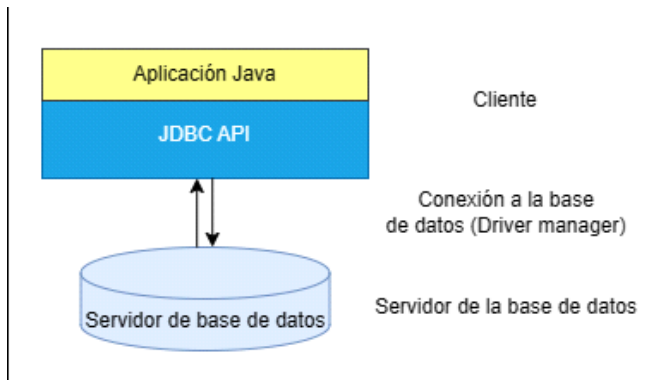 Aplicación Java
Cliente
JDBC API
Conexión a la base
de datos (Driver manager)
Servidor de base de datos
Servidor de la base de datos